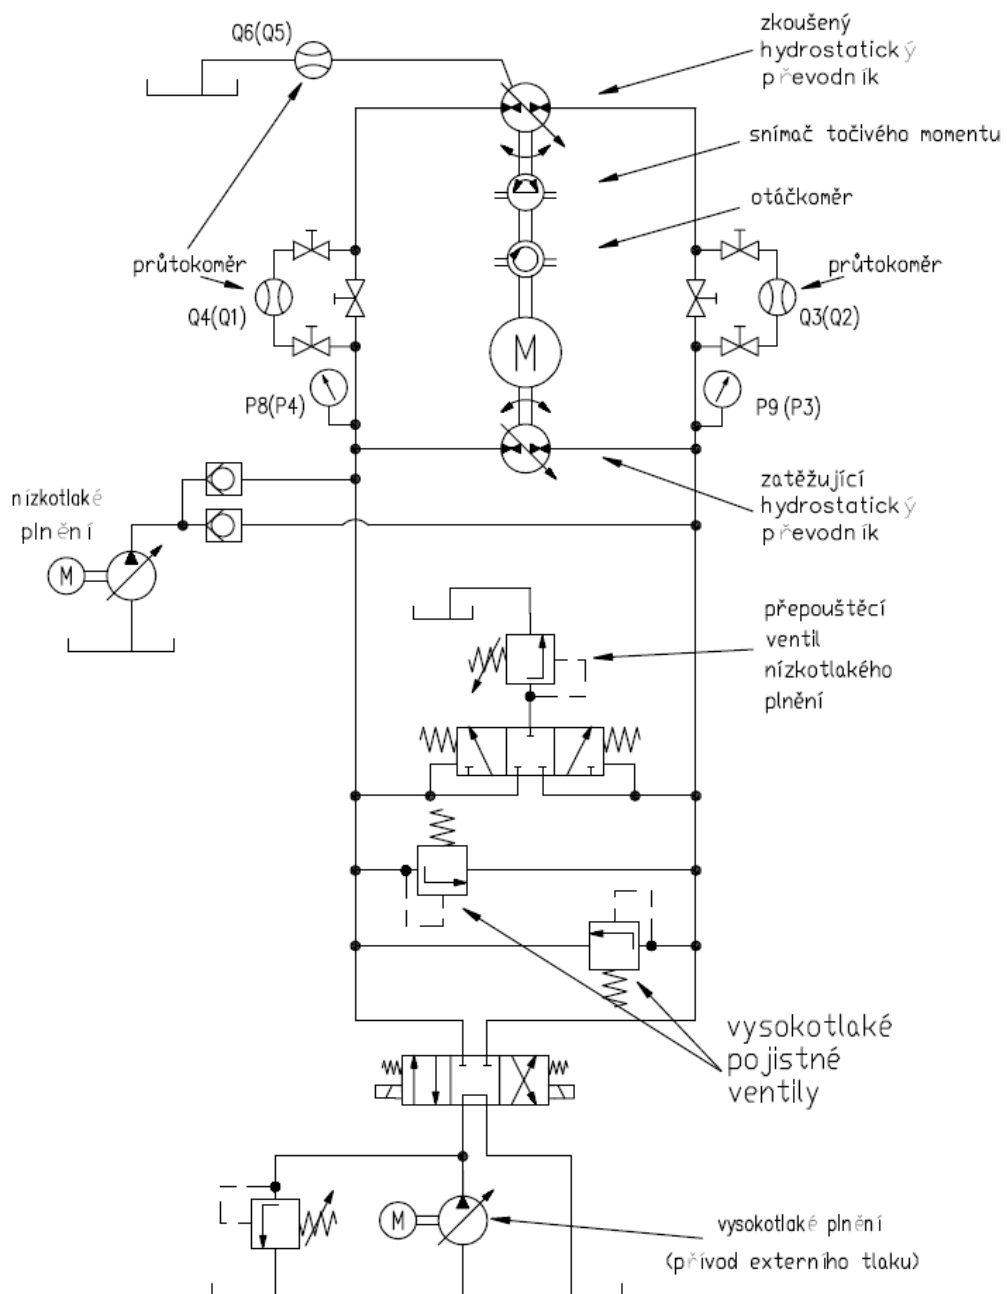 Q6(Q5)
zkoušený
hydrostatický
převodník
snímač točivého momentu
otáčkoměr
průtokoměr
Q4(Q1)
průtokoměr
Q3(Q2)
M
P8(P4)
P9 (P3)
zatěžující
hydrostatický
převodník
nízkotlaké
plnění
M
přepouštěcí
ventil
nízkotlakého
plnění
vysokotlaké
pojistné
ventily
M
vysokotlaké plnění
(přívod externího tlaku)